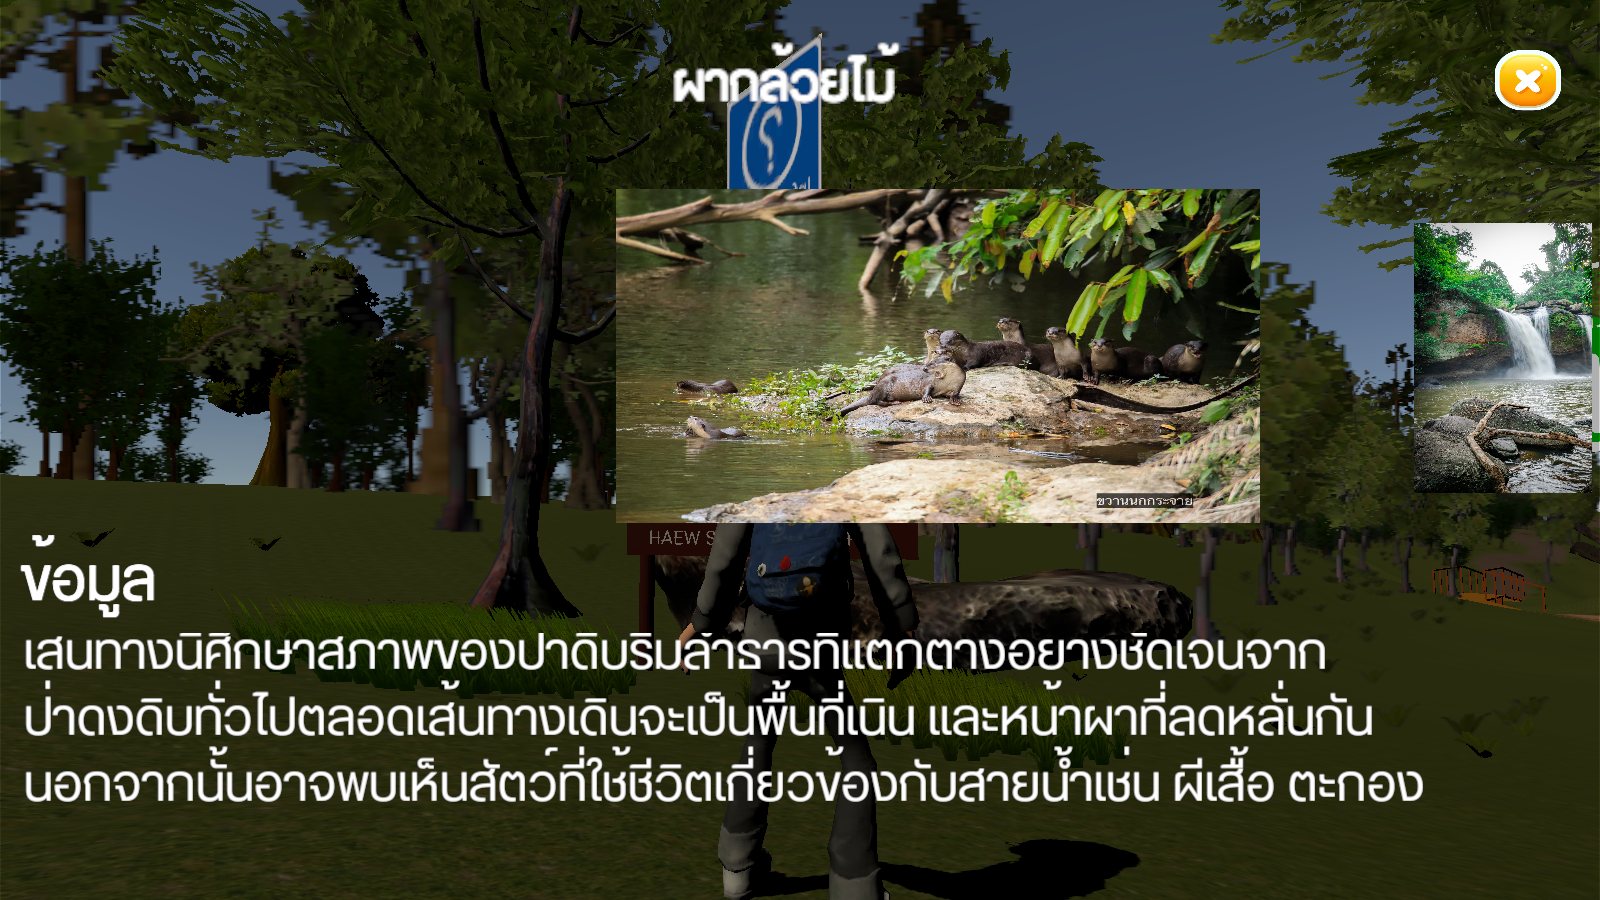 ผากล้วยไม้
ขวานนกกระจาย
HAEW S
ข้อมูล
เส้นทางนิศึกษาสภาพของป่าดิบริมลำธารที่แตกต่างอย่างชัดเจนจาก
ป่าดงดิบทั่วไปตลอดเส้นทางเดินจะเป็นพื้นที่เนิน และหน้าผาที่ลดหลั่นกัน
นอกจากนั้นอาจพบเห็นสัตว์ที่ใช้ชีวิตเกี่ยวข้องกับสายน้ำเช่น ผีเสื้อ ตะกอง